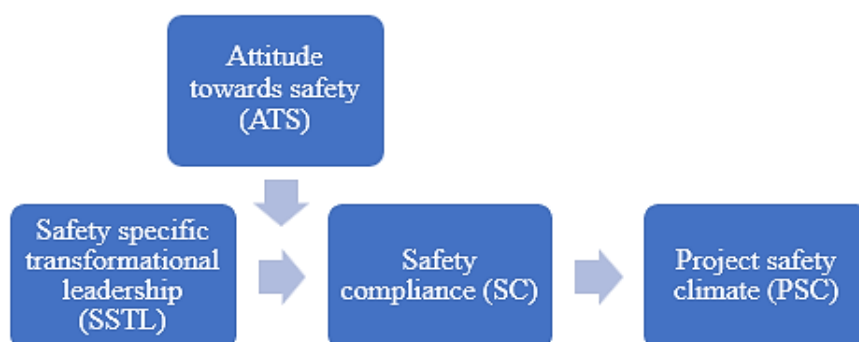 Attitude
towards safety
(ATS)
Safety specific
transformational
leadership
(SSTL)
Safety
compliance (SC)
Project safety
climate (PSC)